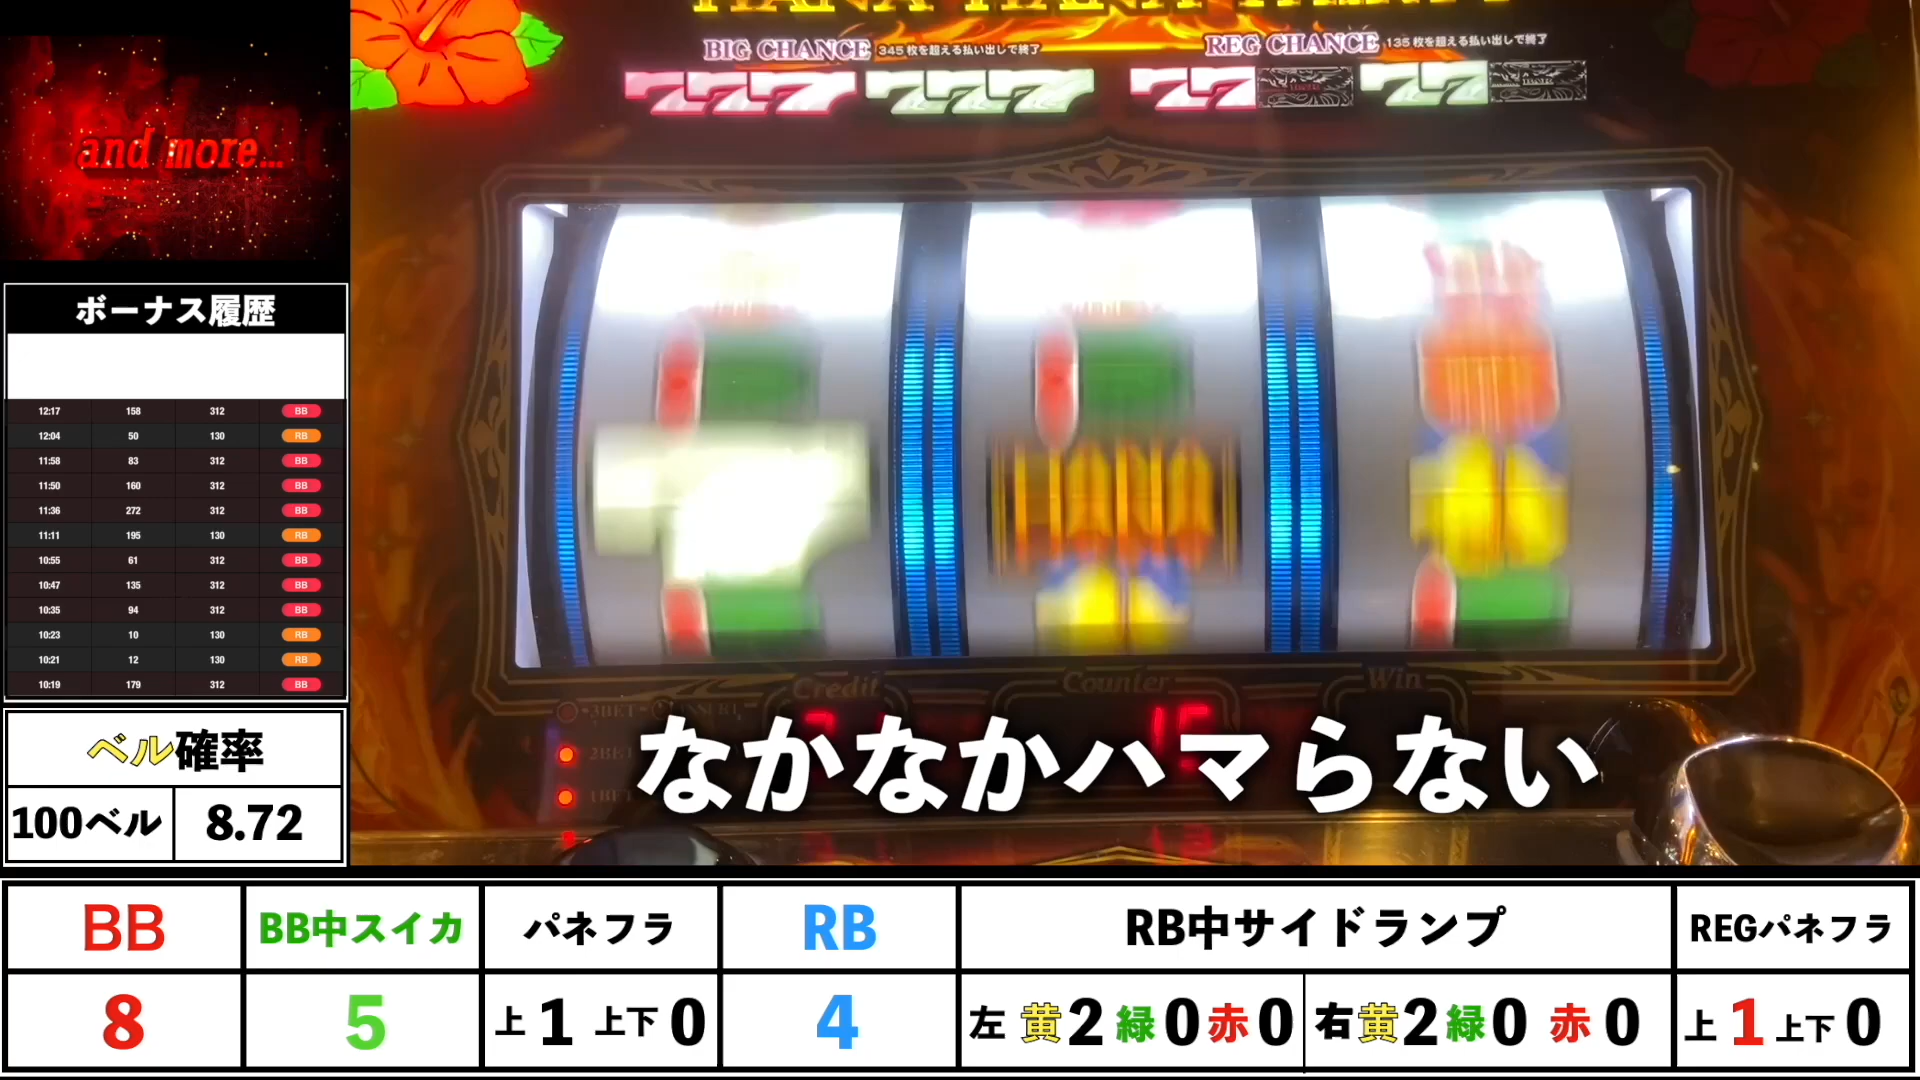 and more...
BIG CHANCE 345枚を超える払い出しで終了
REG CHANCE 135枚を超える払い出しで終了
777 777 77 77
ボーナス履歴
12:17 158 312 BB
12:04 50 130 RB
11:58 83 312 BB
11:50 160 312 BB
11:36 272 312 BB
11:11 195 130 RB
10:55 61 312 BB
10:47 135 312 BB
10:35 94 312 BB
10:23 10 130 RB
10:21 12 130 RB
10:19 179 312 BB
Credit Counter Win
なかなかハマらない
ベル確率
100ベル 8.72
BB BB中スイカ パネフラ RB RB中サイドランプ REGパネフラ
8 5 上 1 上下 0 4 左 黄2 緑0 赤0 右黄2 緑0 赤 0 上 1 上下 0